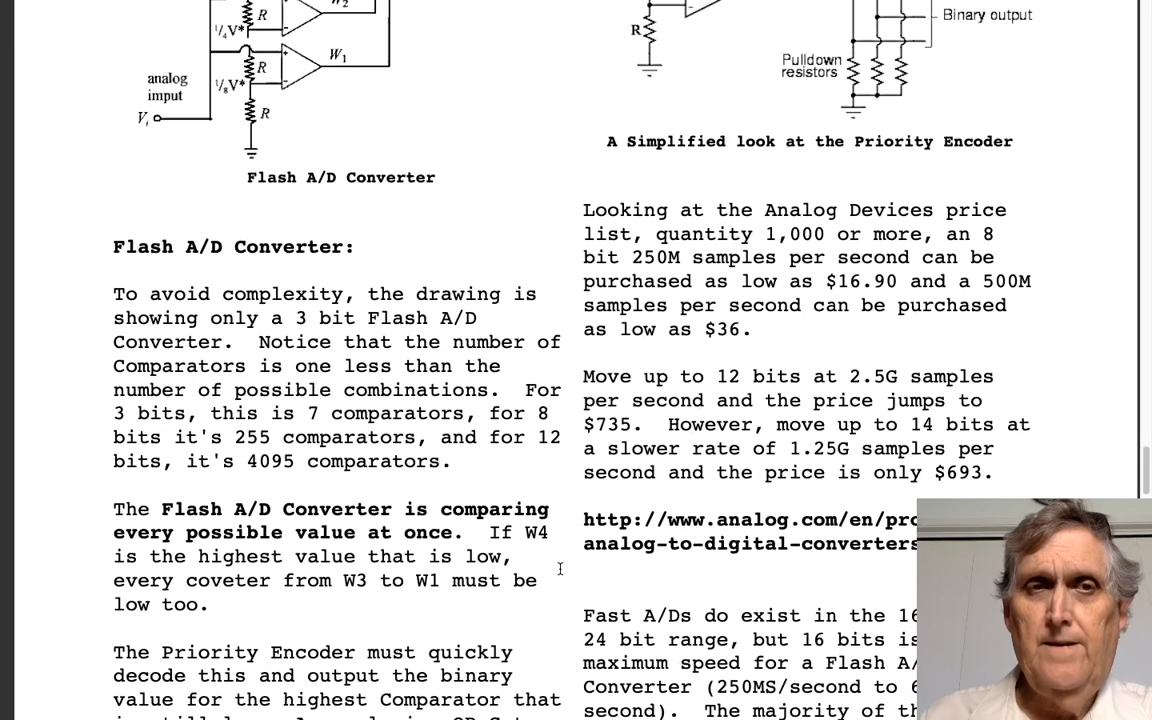 R
W2
1/4V*
R
W1
1/8V*
analog
imput
R
Vi
Flash A/D Converter
Flash A/D Converter:
To avoid complexity, the drawing is
showing only a 3 bit Flash A/D
Converter. Notice that the number of
Comparators is one less than the
number of possible combinations. For
3 bits, this is 7 comparators, for 8
bits it's 255 comparators, and for 12
bits, it's 4095 comparators.
The Flash A/D Converter is comparing
every possible value at once. If W4
is the highest value that is low,
every coveter from W3 to W1 must be
low too.
The Priority Encoder must quickly
decode this and output the binary
value for the highest Comparator that
R
Binary output
Pulldown
resistors
A Simplified look at the Priority Encoder
Looking at the Analog Devices price
list, quantity 1,000 or more, an 8
bit 250M samples per second can be
purchased as low as $16.90 and a 500M
samples per second can be purchased
as low as $36.
Move up to 12 bits at 2.5G samples
per second and the price jumps to
$735. However, move up to 14 bits at
a slower rate of 1.25G samples per
second and the price is only $693.
http://www.analog.com/en/pro
analog-to-digital-converters
Fast A/Ds do exist in the 16
24 bit range, but 16 bits is
maximum speed for a Flash A/
Converter (250MS/second to 6
second). The majority of th